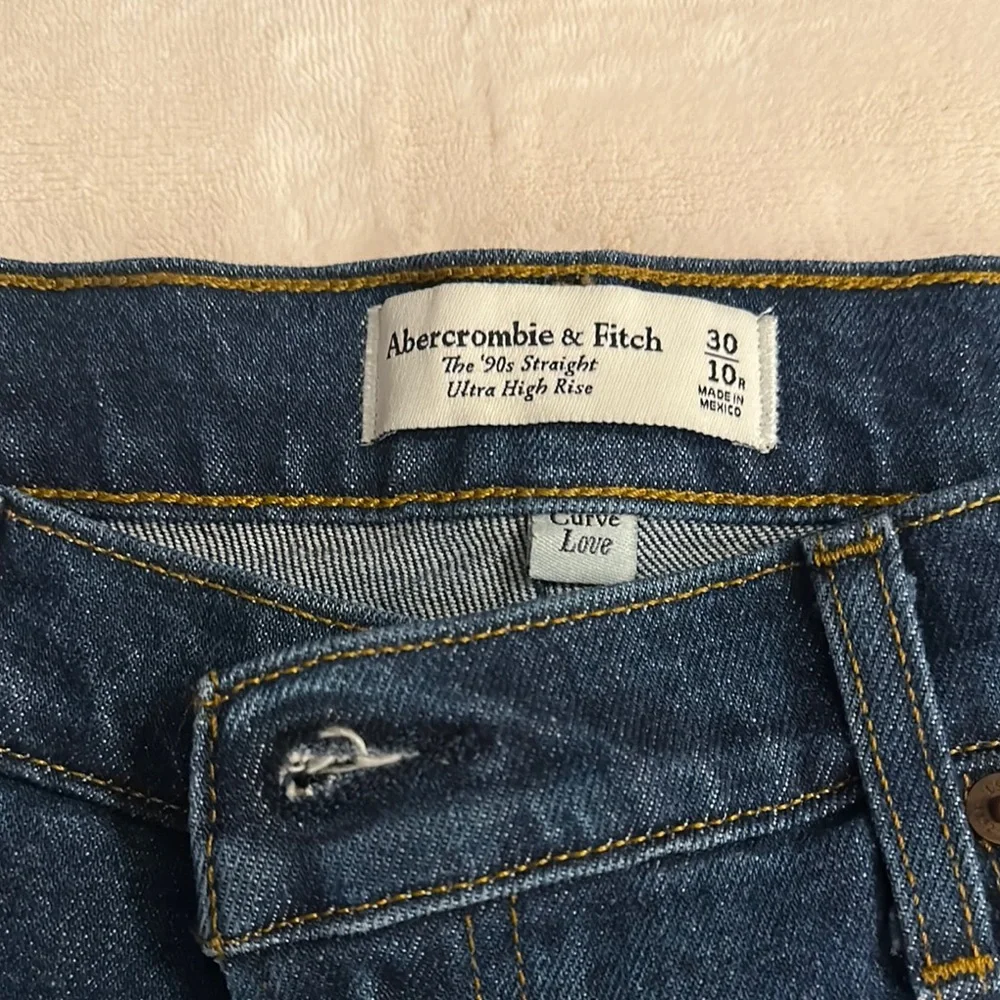 Abercrombie & Fitch
The '90s Straight
Ultra High Rise
30
10R
MADE IN
MEXICO
Curve
Love